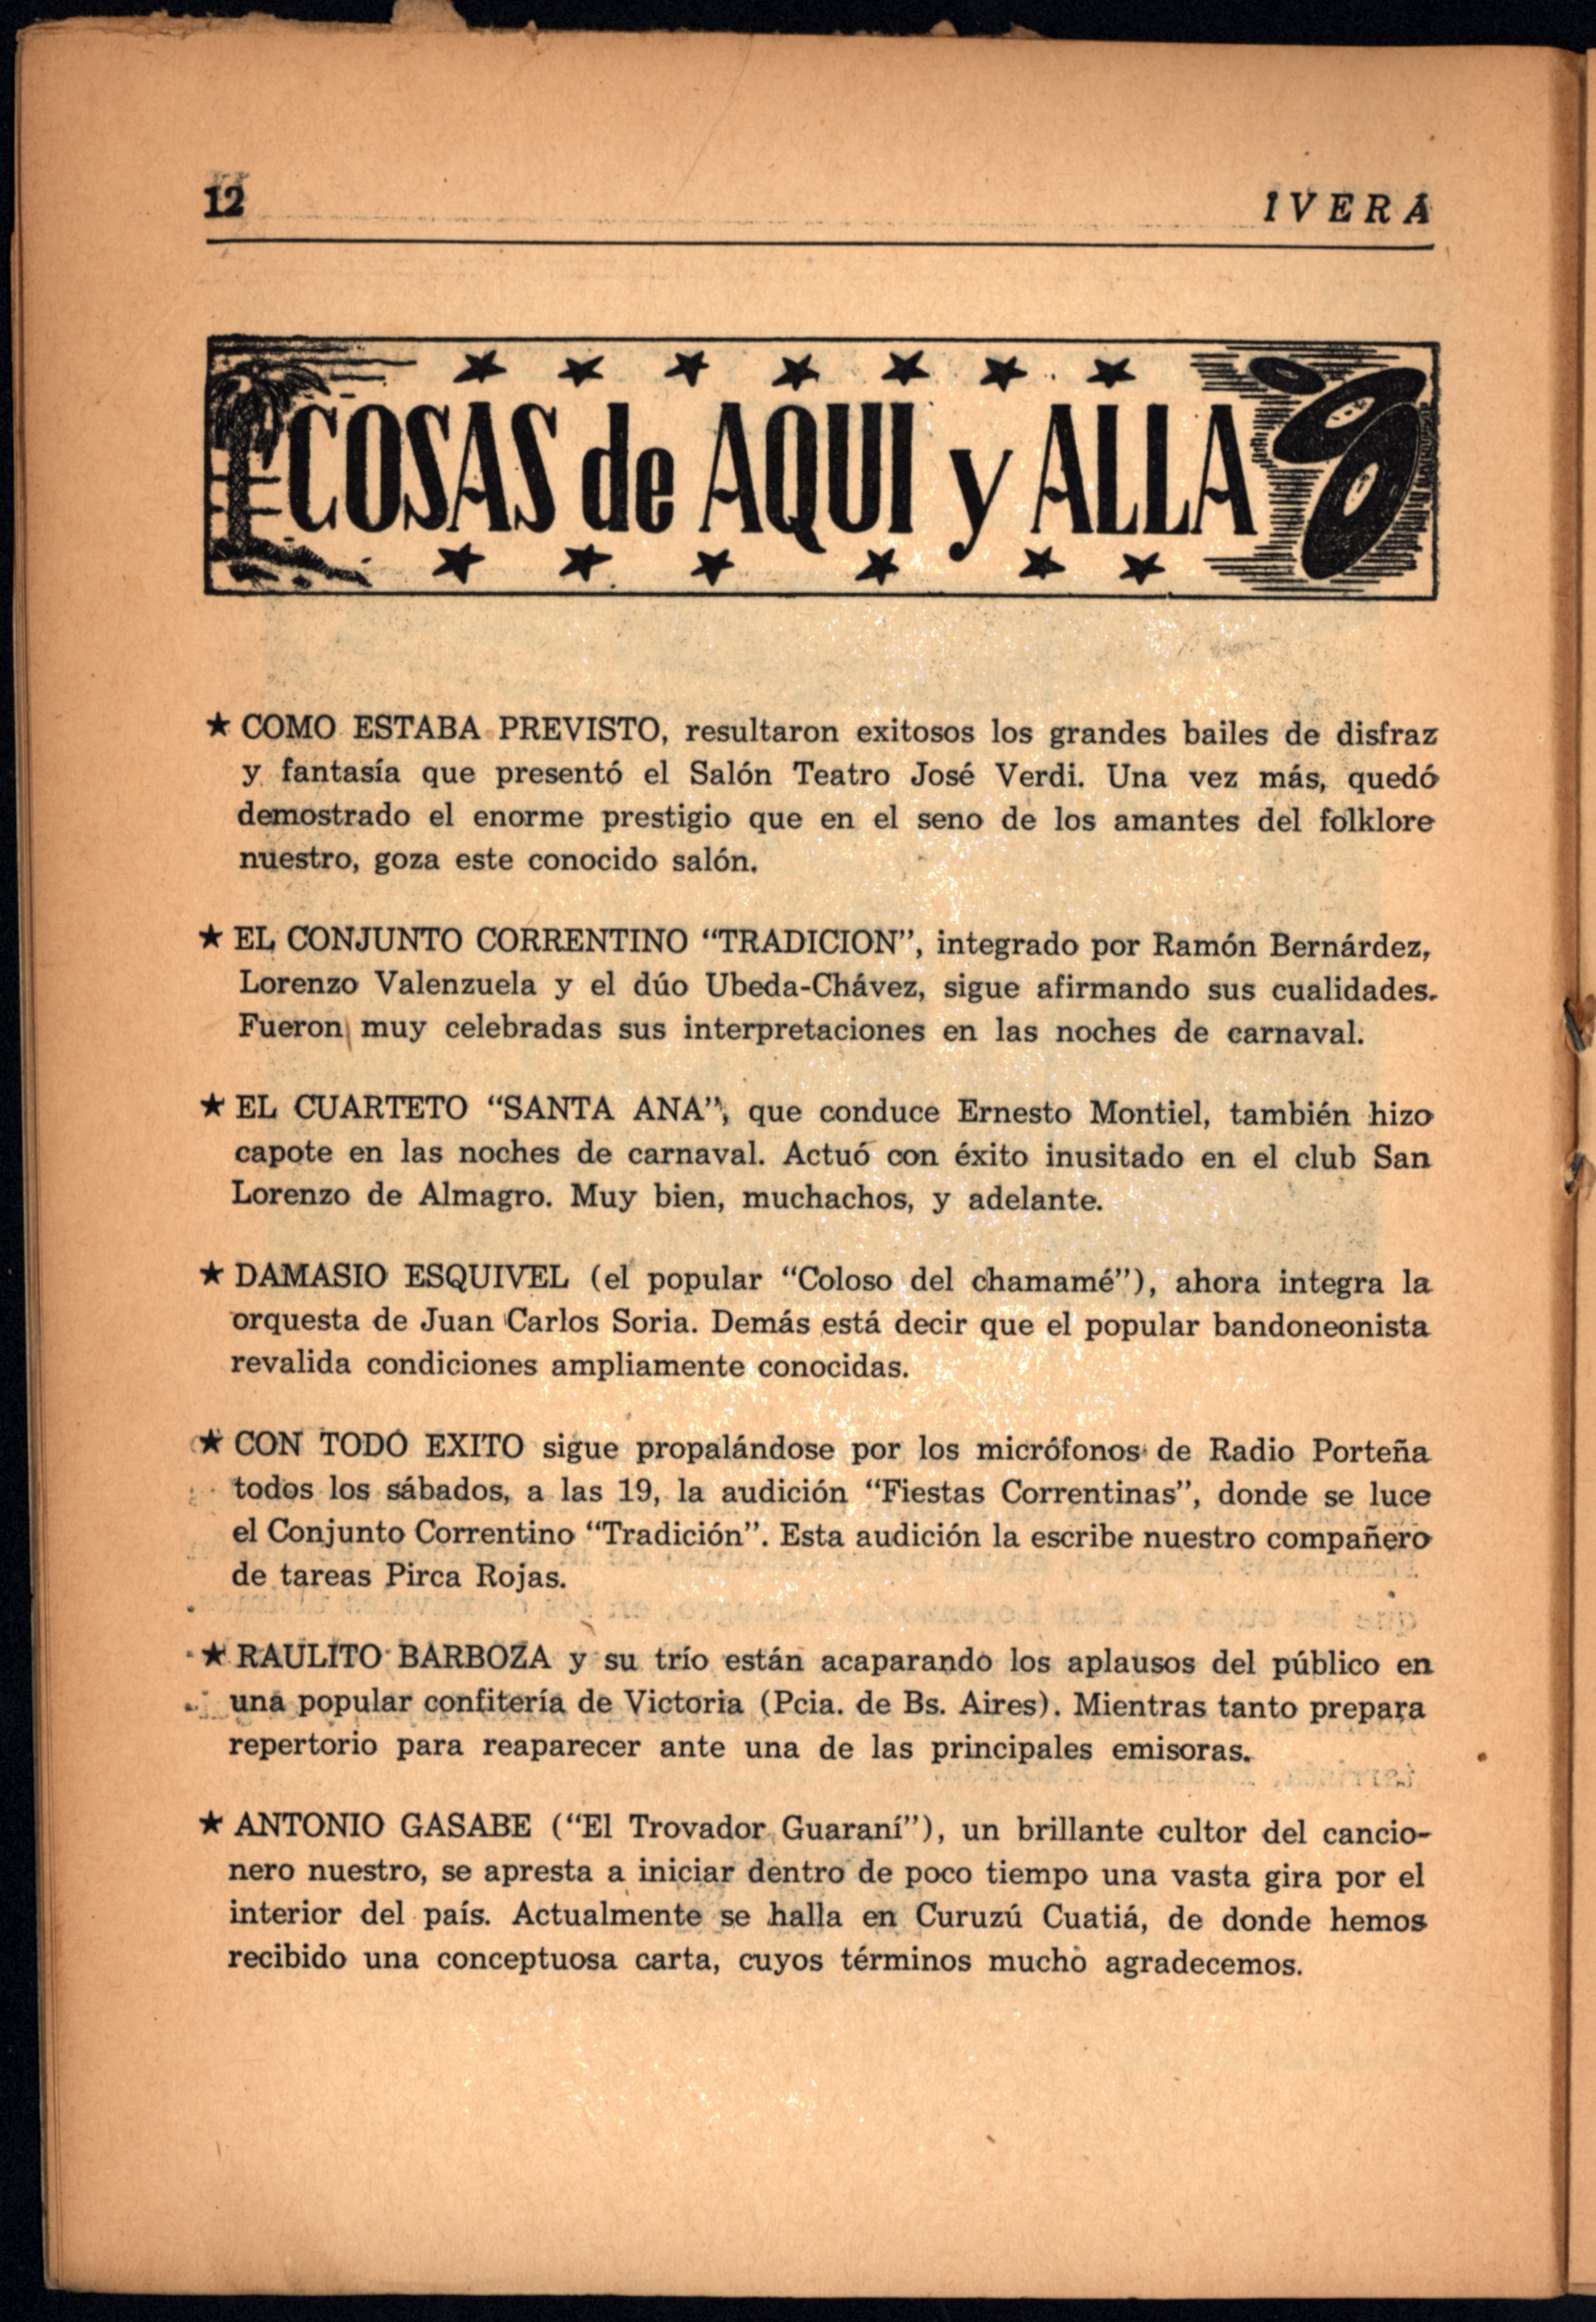 12
IVERA
COSAS de AQUI y ALLA
★ COMO ESTABA PREVISTO, resultaron exitosos los grandes bailes de disfraz
y fantasía que presentó el Salón Teatro José Verdi. Una vez más, quedó
demostrado el enorme prestigio que en el seno de los amantes del folklore
nuestro, goza este conocido salón.
★ EL CONJUNTO CORRENTINO “TRADICION”, integrado por Ramón Bernárdez,
Lorenzo Valenzuela y el dúo Ubeda-Chávez, sigue afirmando sus cualidades.
Fueron muy celebradas sus interpretaciones en las noches de carnaval.
★ EL CUARTETO “SANTA ANA”, que conduce Ernesto Montiel, también hizo
capote en las noches de carnaval. Actuó con éxito inusitado en el club San
Lorenzo de Almagro. Muy bien, muchachos, y adelante.
★ DAMASIO ESQUIVEL (el popular “Coloso del chamamé”), ahora integra la
orquesta de Juan Carlos Soria. Demás está decir que el popular bandoneonista
revalida condiciones ampliamente conocidas.
★ CON TODO EXITO sigue propalándose por los micrófonos de Radio Porteña
todos los sábados, a las 19, la audición “Fiestas Correntinas”, donde se luce
el Conjunto Correntino “Tradición”. Esta audición la escribe nuestro compañero
de tareas Pirca Rojas.
★ RAULITO BARBOZA y su trío están acaparando los aplausos del público en
una popular confitería de Victoria (Pcia. de Bs. Aires). Mientras tanto prepara
repertorio para reaparecer ante una de las principales emisoras.
★ ANTONIO GASABE (“El Trovador Guaraní”), un brillante cultor del cancio-
nero nuestro, se apresta a iniciar dentro de poco tiempo una vasta gira por el
interior del país. Actualmente se halla en Curuzú Cuatiá, de donde hemos
recibido una conceptuosa carta, cuyos términos mucho agradecemos.